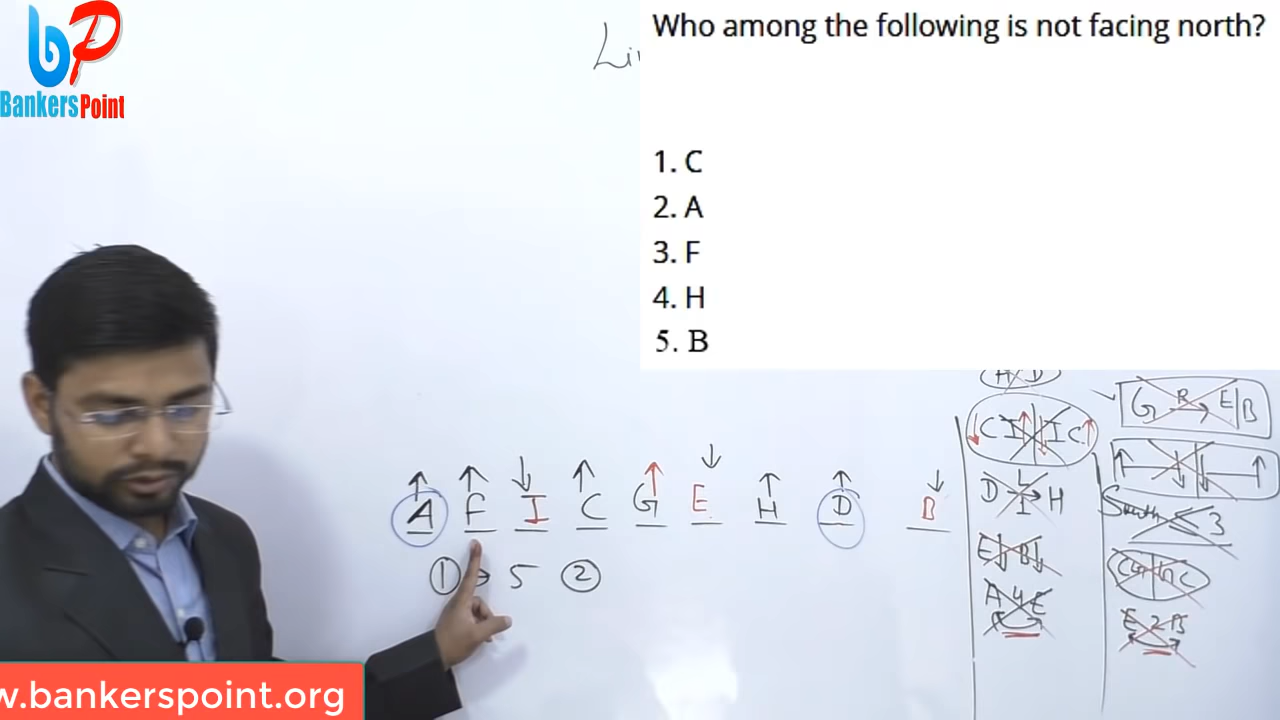 BankersPoint
Li
Who among the following is not facing north?
1. C
2. A
3. F
4. H
5. B
A F I C G E H D B
1 → 5 2
H D
C I I C
D L I → H
E B
A 4 E
G R E B
South ≤ 3
E 2 B
w.bankerspoint.org